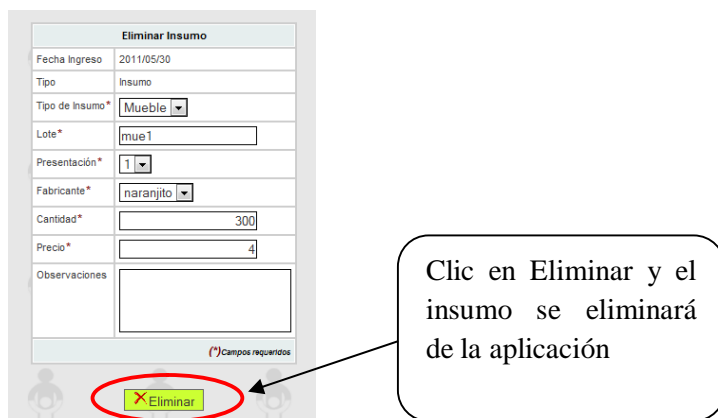 Eliminar Insumo
Fecha Ingreso 2011/05/30
Tipo Insumo
Tipo de Insumo* Mueble
Lote* mue1
Presentación* 1
Fabricante* naranjito
Cantidad* 300
Precio* 4
Observaciones
(*)Campos requeridos
Eliminar
Clic en Eliminar y el
insumo se eliminará
de la aplicación